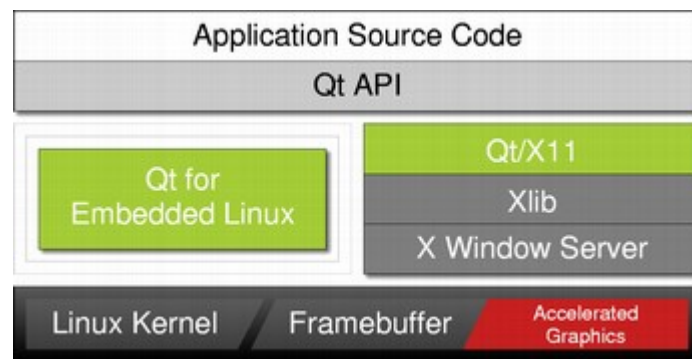 Application Source Code
Qt API
Qt for
Embedded Linux
Qt/X11
Xlib
X Window Server
Linux Kernel
Framebuffer
Accelerated
Graphics